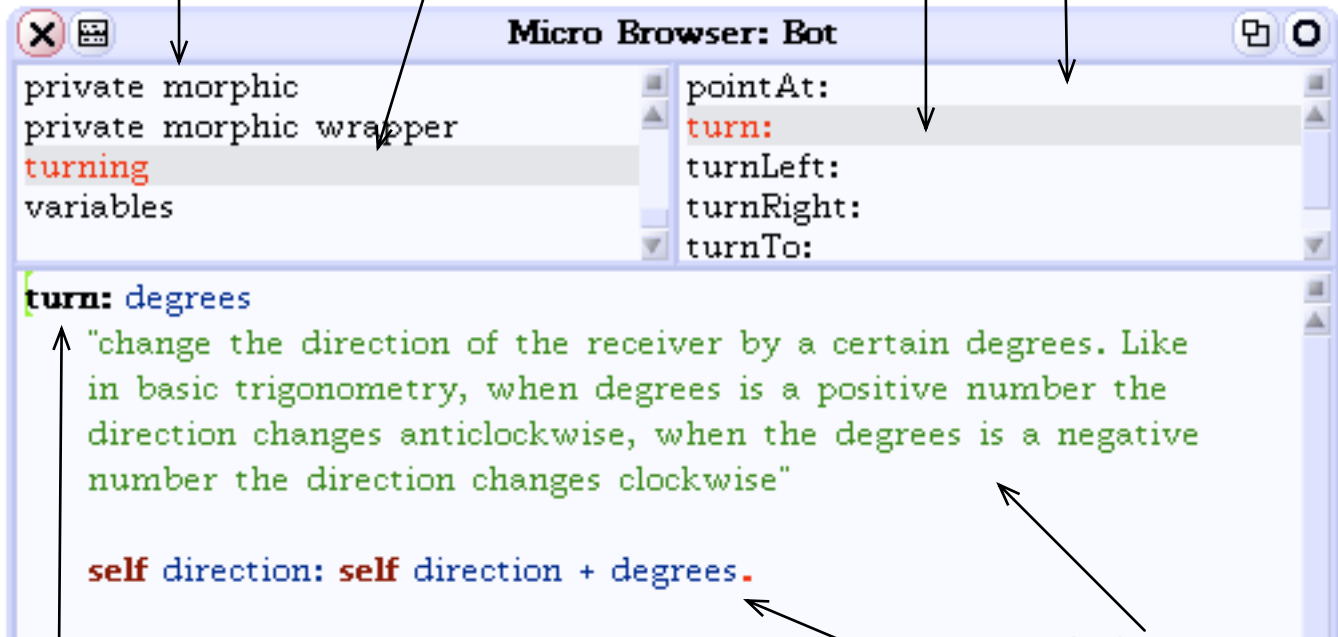 Micro Browser: Bot
private morphic
private morphic wrapper
turning
variables
pointAt:
turn:
turnLeft:
turnRight:
turnTo:
turn: degrees
"change the direction of the receiver by a certain degrees. Like
in basic trigonometry, when degrees is a positive number the
direction changes anticlockwise, when the degrees is a negative
number the direction changes clockwise"
self direction: self direction + degrees.